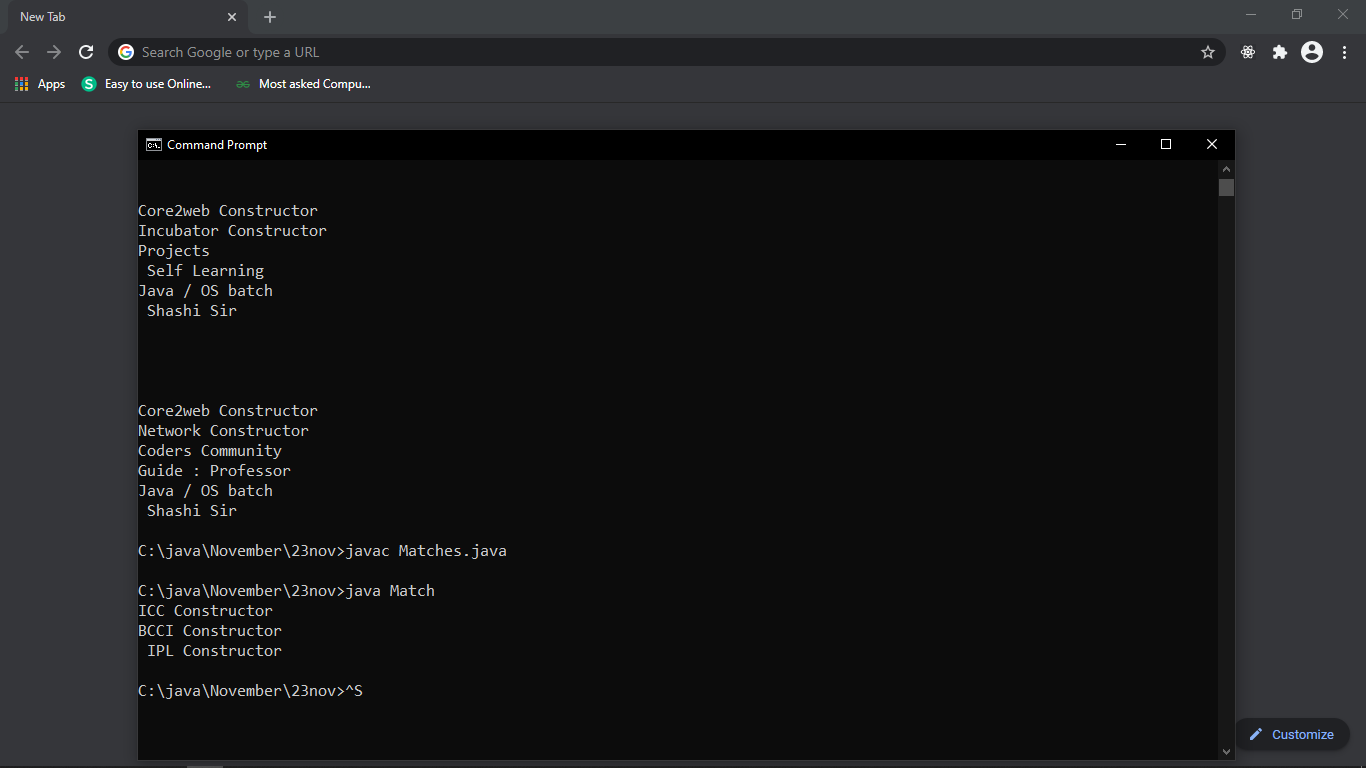 New Tab
Search Google or type a URL
Apps
S Easy to use Online...
Most asked Compu...
C:\. Command Prompt
Core2web Constructor
Incubator Constructor
Projects
 Self Learning
Java / OS batch
 Shashi Sir
Core2web Constructor
Network Constructor
Coders Community
Guide : Professor
Java / OS batch
 Shashi Sir
C:\java\November\23nov>javac Matches.java
C:\java\November\23nov>java Match
ICC Constructor
BCCI Constructor
 IPL Constructor
C:\java\November\23nov>^S
Customize